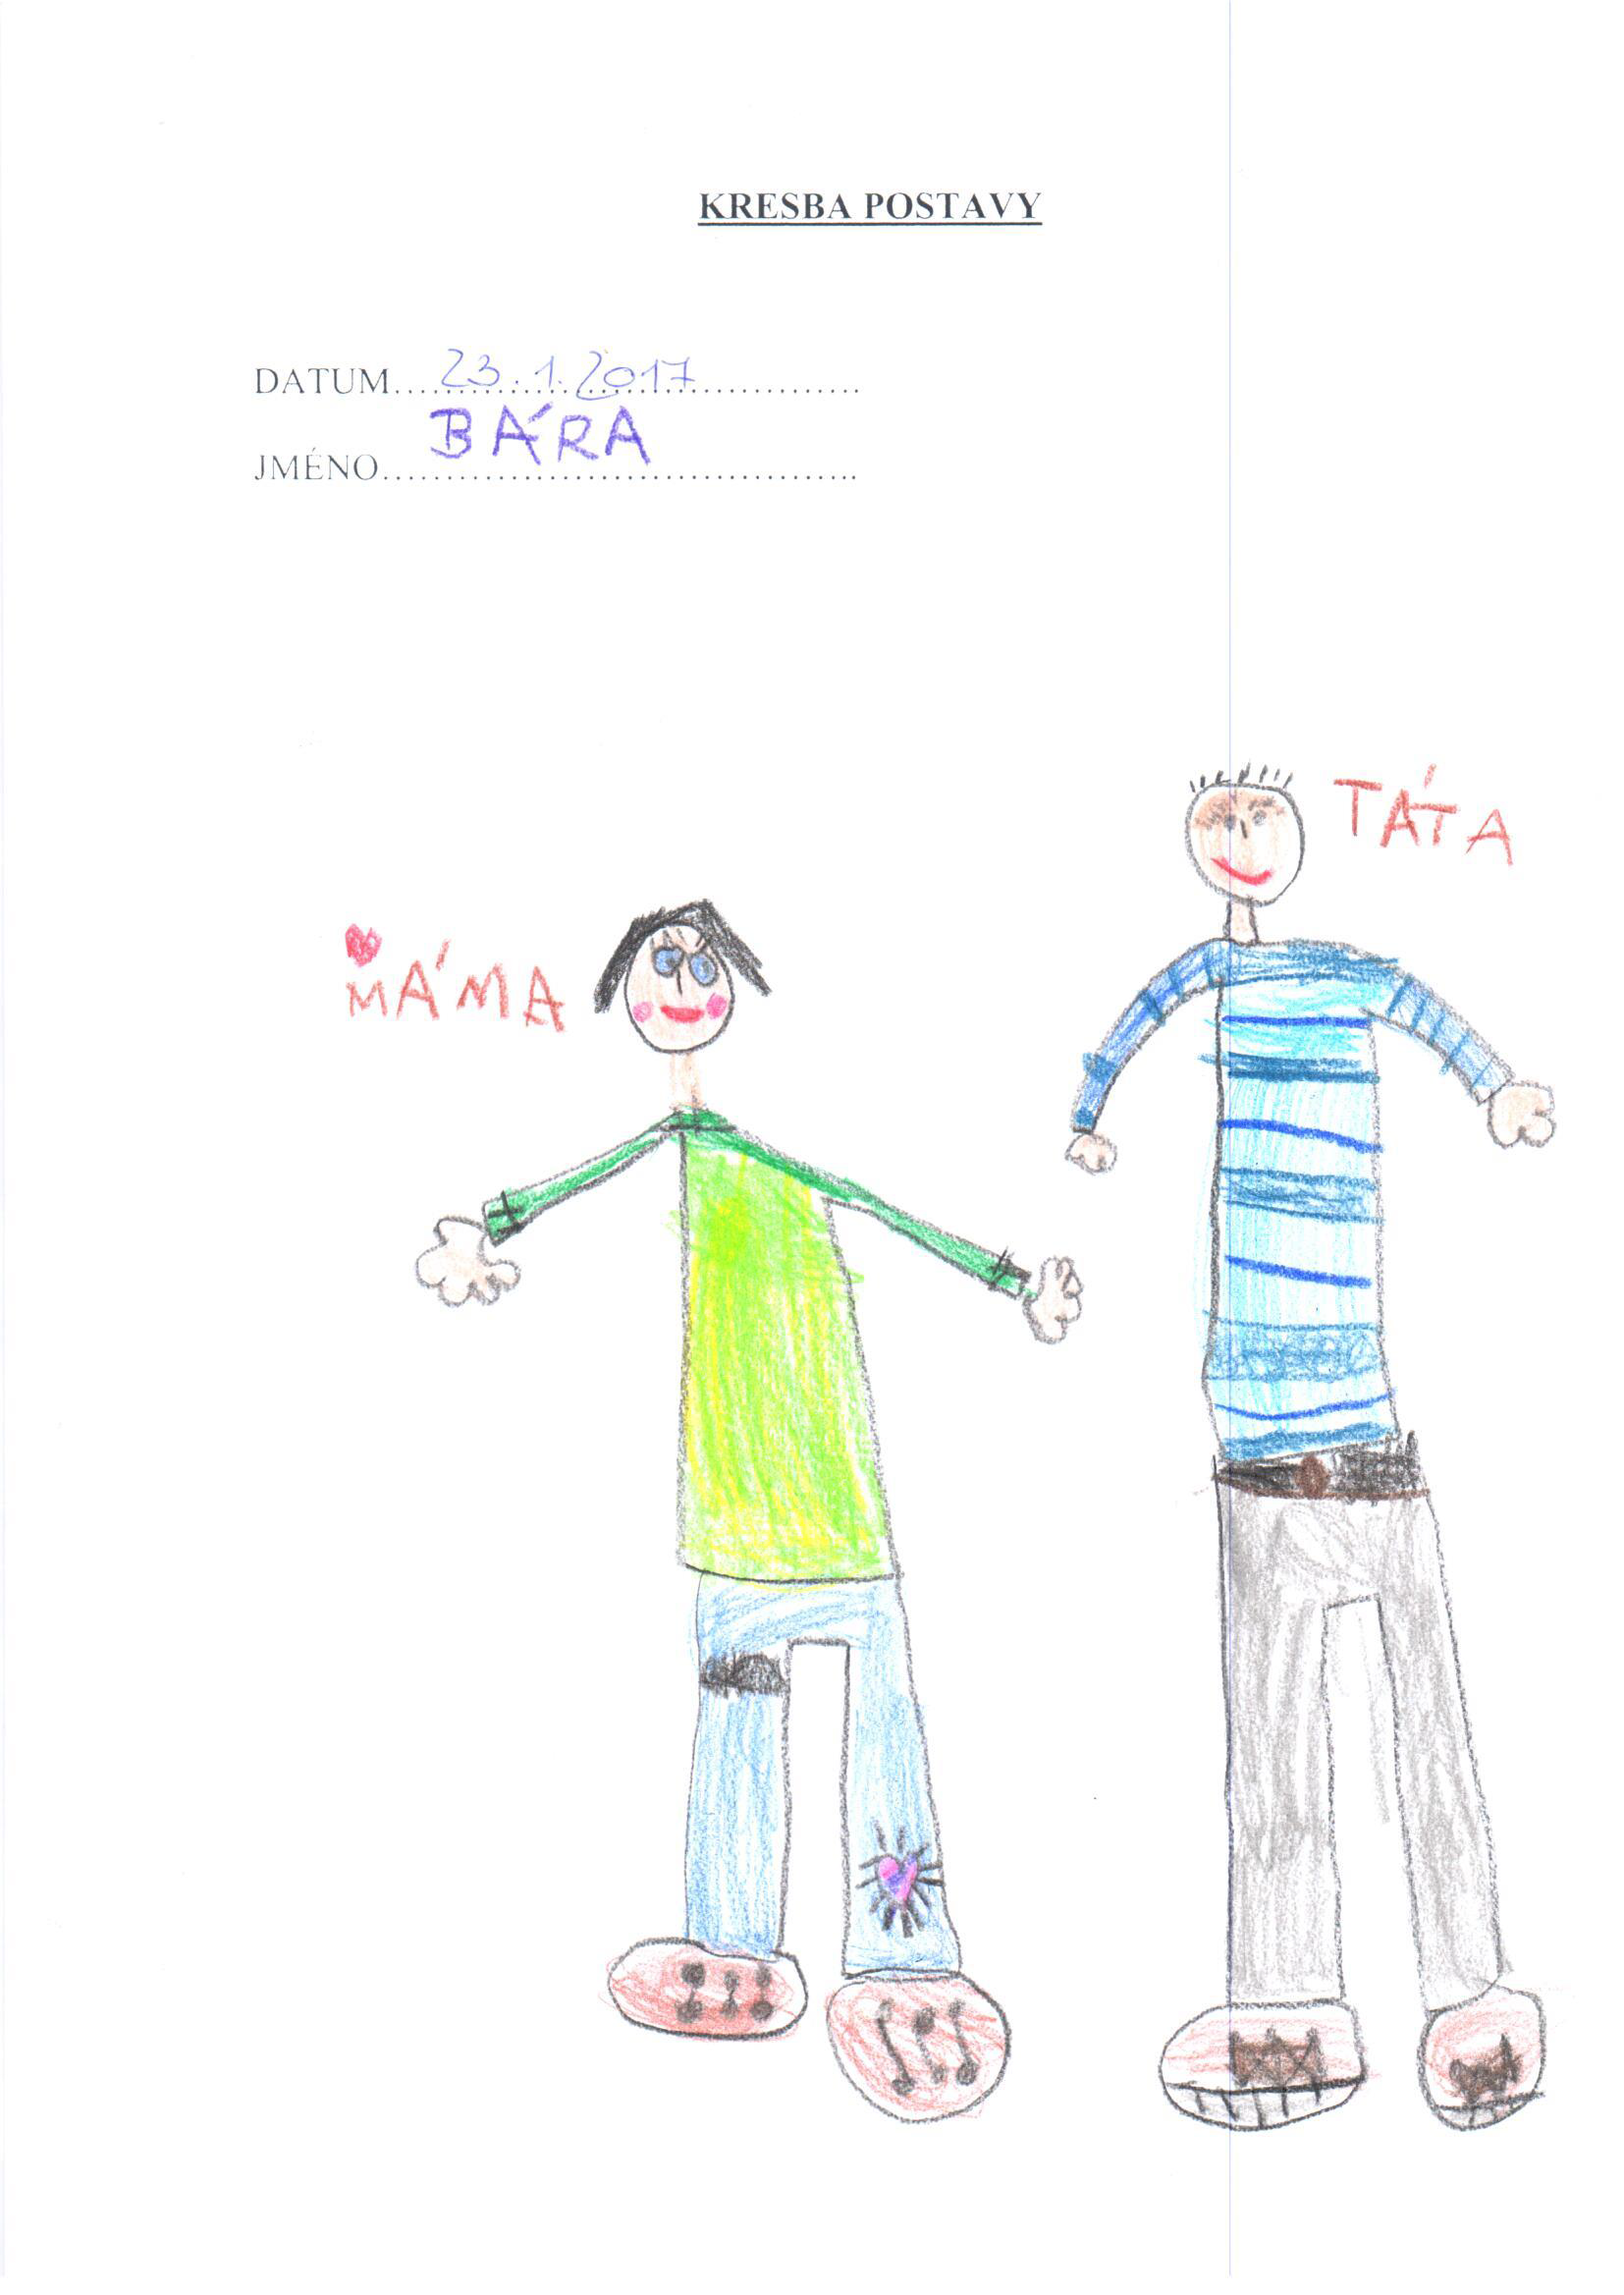 KRESBA POSTAVY
DATUM.... 23.1.2017
JMÉNO.... BÁRA
TÁTA
MÁMA